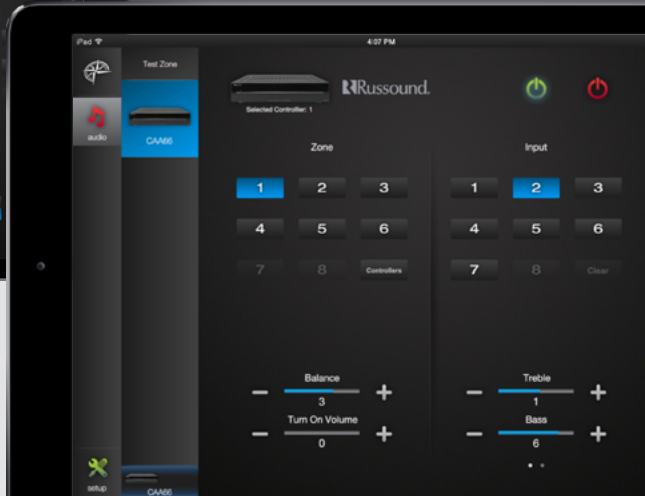 iPad
4:07 PM
Test Zone
audio
CAA66
Russound.
Selected Controller: 1
Zone
1 2 3
4 5 6
7 8 Controllers
Input
1 2 3
4 5 6
7 8 Clear
Balance
3
Turn On Volume
0
Treble
1
Bass
6
setup
CAA66